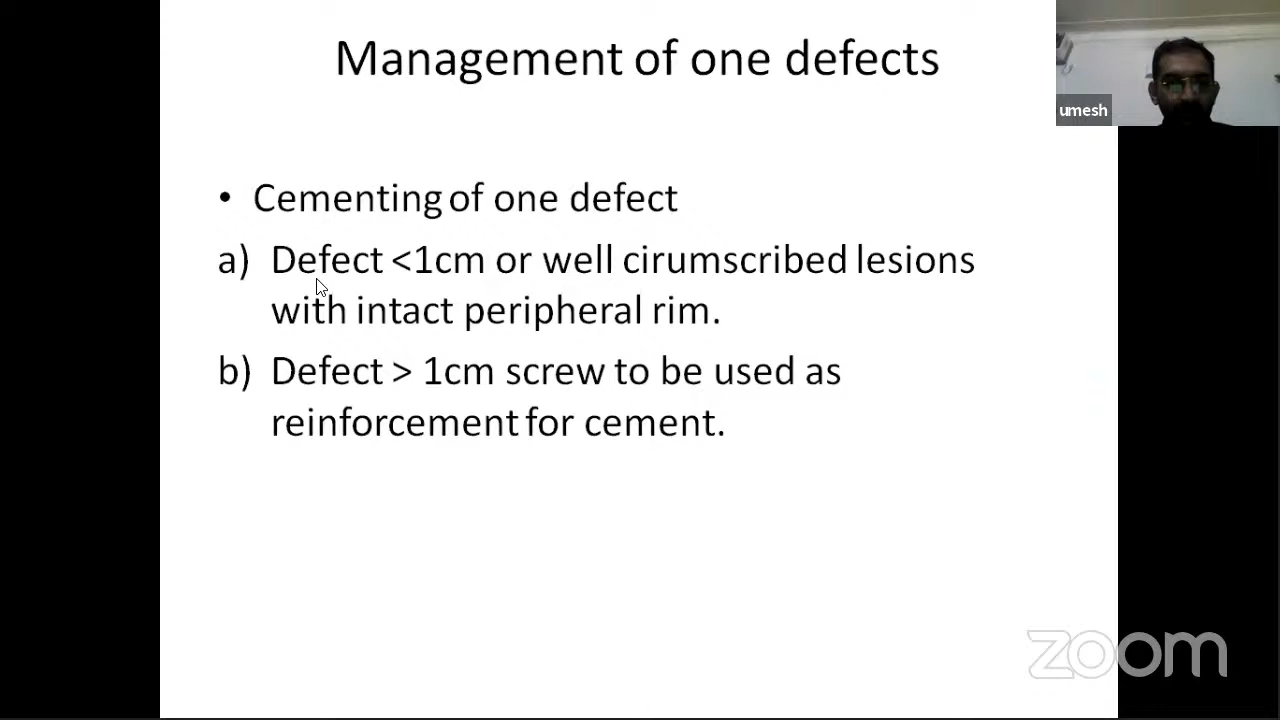 Management of one defects
umesh
• Cementing of one defect
a) Defect <1cm or well cirumscribed lesions
with intact peripheral rim.
b) Defect > 1cm screw to be used as
reinforcement for cement.
zoom